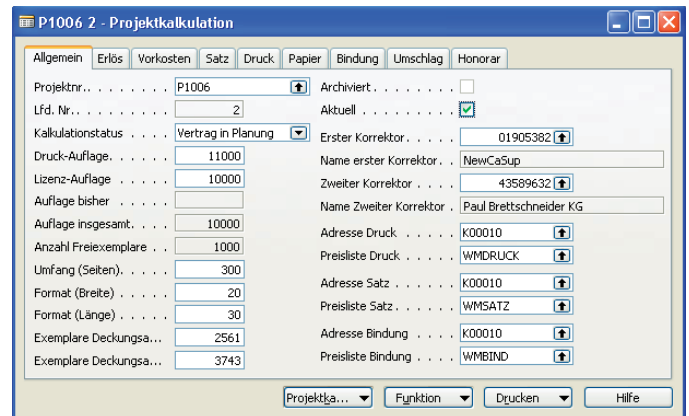 P1006 2 - Projektkalkulation
Allgemein Erlös Vorkosten Satz Druck Papier Bindung Umschlag Honorar
Projektnr.. . . . . . . . P1006
Lfd. Nr.. . . . . . . . . 2
Kalkulationstatus . . . . Vertrag in Planung
Druck-Auflage. . . . . . 11000
Lizenz-Auflage . . . . . 10000
Auflage bisher . . . . .
Auflage insgesamt. . . . 10000
Anzahl Freiexemplare . . 1000
Umfang (Seiten). . . . . 300
Format (Breite) . . . . . 20
Format (Länge) . . . . . 30
Exemplare Deckungsa... 2561
Exemplare Deckungsa... 3743
Archiviert . . . . . . . .
Aktuell . . . . . . . . .
Erster Korrektor. . . . . 01905382
Name erster Korrektor. . NewCaSup
Zweiter Korrektor . . . . 43589632
Name Zweiter Korrektor . Paul Brettschneider KG
Adresse Druck . . . . . K00010
Preisliste Druck . . . . . WMDRUCK
Adresse Satz . . . . . . K00010
Preisliste Satz . . . . . . WMSATZ
Adresse Bindung . . . . K00010
Preisliste Bindung . . . . WMBIND
Projektka... Funktion Drucken Hilfe